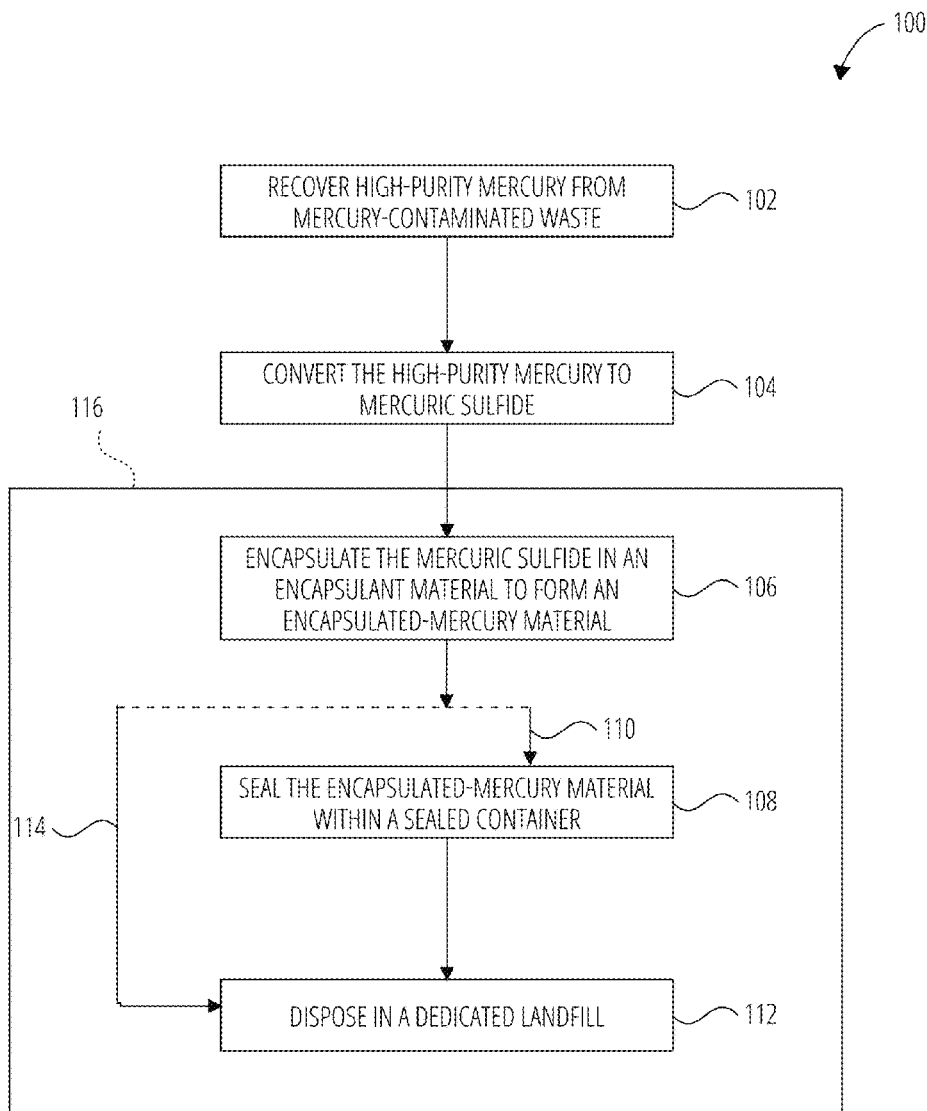 100
RECOVER HIGH-PURITY MERCURY FROM
MERCURY-CONTAMINATED WASTE
102
CONVERT THE HIGH-PURITY MERCURY TO
MERCURIC SULFIDE
104
116
ENCAPSULATE THE MERCURIC SULFIDE IN AN
ENCAPSULANT MATERIAL TO FORM AN
ENCAPSULATED-MERCURY MATERIAL
106
110
SEAL THE ENCAPSULATED-MERCURY MATERIAL
WITHIN A SEALED CONTAINER
108
114
DISPOSE IN A DEDICATED LANDFILL
112